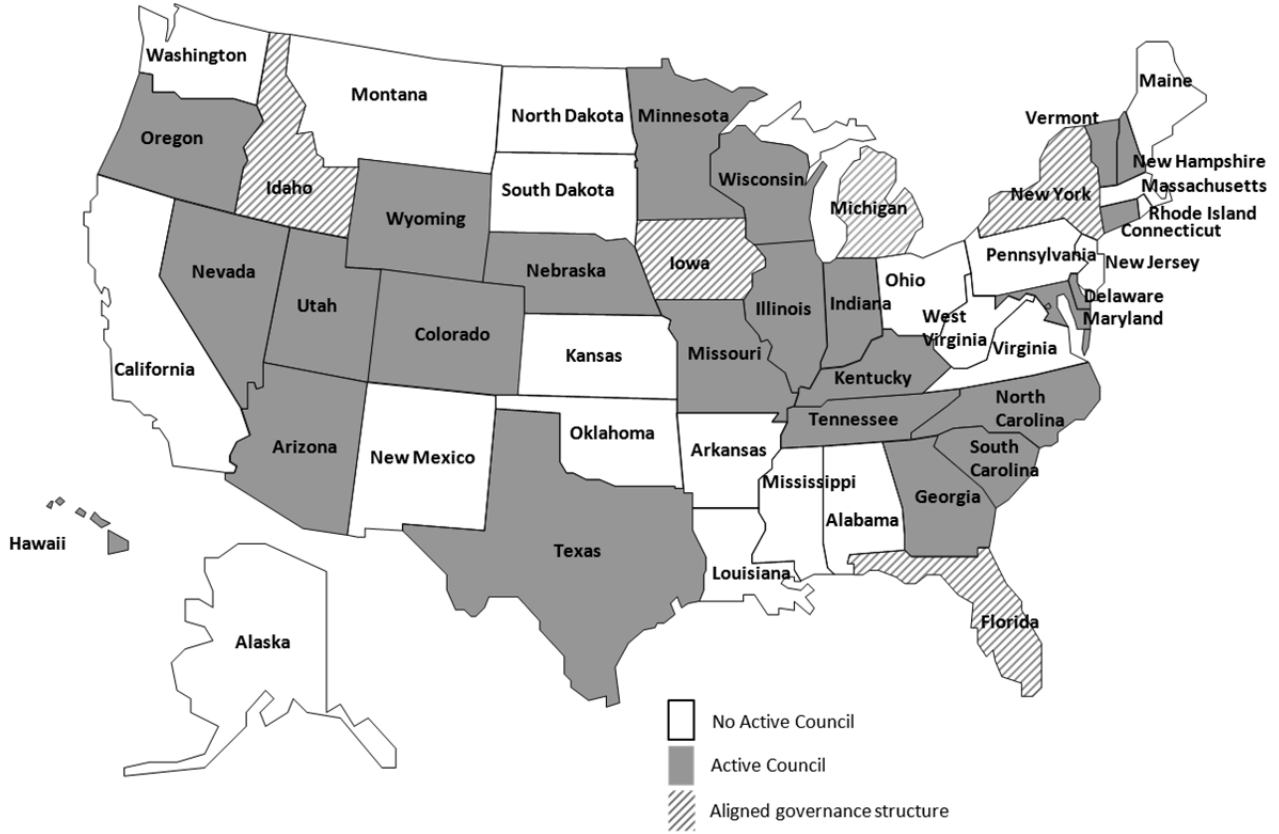 Washington
Montana
North Dakota
Minnesota
Maine
Vermont
Oregon
New Hampshire
Idaho
South Dakota
Wisconsin
Massachusetts
New York
Michigan
Rhode Island
Wyoming
Connecticut
Nevada
Nebraska
Iowa
Pennsylvania
New Jersey
Ohio
Utah
Colorado
Illinois
Indiana
Delaware
West
Virginia
Maryland
California
Kansas
Missouri
Virginia
Kentucky
North
Carolina
Arizona
New Mexico
Oklahoma
Tennessee
Arkansas
South
Carolina
Mississippi
Georgia
Alabama
Hawaii
Texas
Louisiana
Florida
Alaska
No Active Council
Active Council
Aligned governance structure